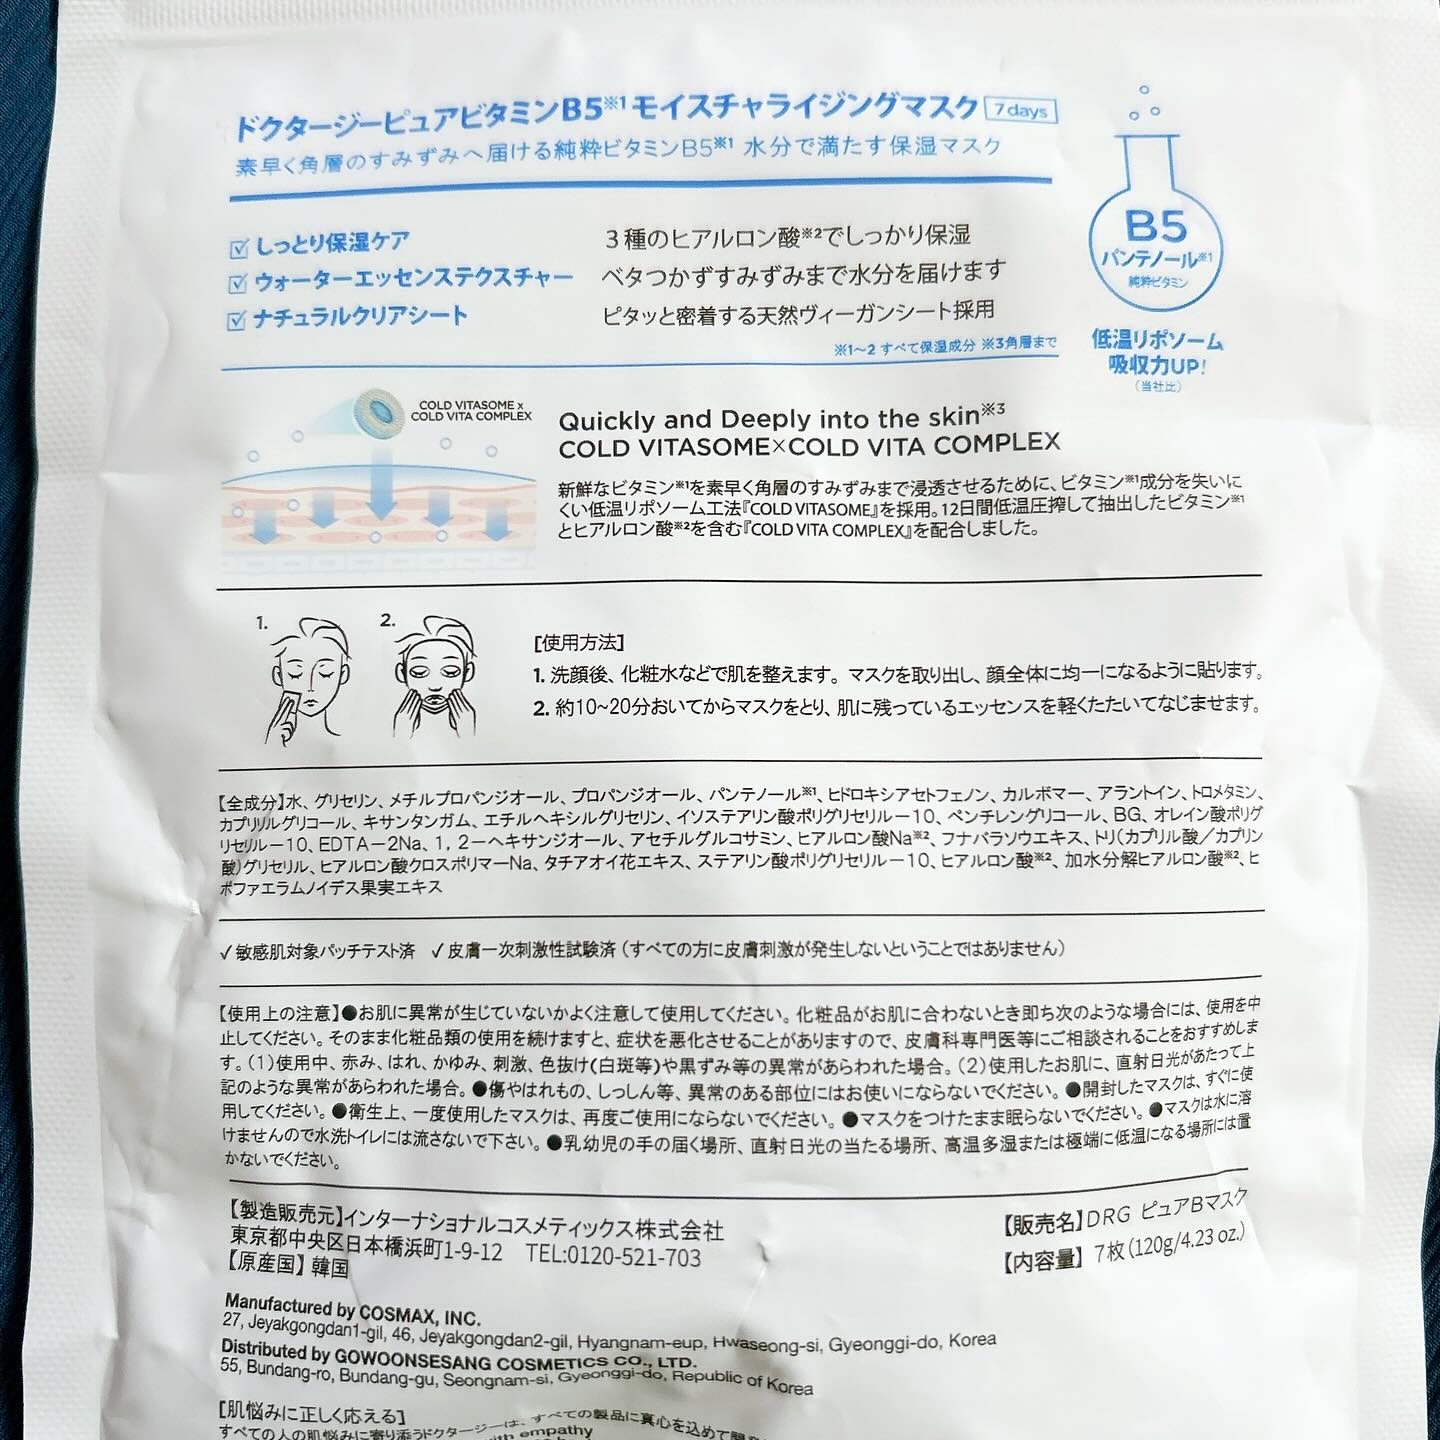 ドクタージーピュアビタミンB5※1モイスチャライジングマスク 7days
素早く角層のすみずみへ届ける純粋ビタミンB5※1 水分で満たす保湿マスク
しっとり保湿ケア 3種のヒアルロン酸※2でしっかり保湿
ウォーターエッセンステクスチャー ベタつかずすみずみまで水分を届けます
ナチュラルクリアシート ピタッと密着する天然ヴィーガンシート採用
※1~2 すべて保湿成分 ※3角層まで
B5
パンテノール※1
純粋ビタミン
低温リポソーム
吸収力UP!
(当社比)
COLD VITASOME x
COLD VITA COMPLEX
Quickly and Deeply into the skin※3
COLD VITASOME×COLD VITA COMPLEX
新鮮なビタミン※1を素早く角層のすみずみまで浸透させるために、ビタミン※1成分を失いに
くい低温リポソーム工法『COLD VITASOME』を採用。12日間低温圧搾して抽出したビタミン※1
とヒアルロン酸※2を含む『COLD VITA COMPLEX』を配合しました。
1. 2.
[使用方法]
1. 洗顔後、化粧水などで肌を整えます。マスクを取り出し、顔全体に均一になるように貼ります。
2. 約10~20分おいてからマスクをとり、肌に残っているエッセンスを軽くたたいてなじませます。
【全成分】水、グリセリン、メチルプロパンジオール、プロパンジオール、パンテノール※1、ヒドロキシアセトフェノン、カルボマー、アラントイン、トロメタミン、
カプリリルグリコール、キサンタンガム、エチルヘキシルグリセリン、イソステアリン酸ポリグリセリル－10、ペンチレングリコール、BG、オレイン酸ポリグ
リセリル－10、EDTA－2Na、1，2－ヘキサンジオール、アセチルグルコサミン、ヒアルロン酸Na※2、フナバラソウエキス、トリ(カプリル酸／カプリン
酸)グリセリル、ヒアルロン酸クロスポリマーNa、タチアオイ花エキス、ステアリン酸ポリグリセリル－10、ヒアルロン酸※2、加水分解ヒアルロン酸※2、ヒ
ポファエラムノイデス果実エキス
✓敏感肌対象パッチテスト済 ✓皮膚一次刺激性試験済 (すべての方に皮膚刺激が発生しないということではありません)
【使用上の注意】●お肌に異常が生じていないかよく注意して使用してください。化粧品がお肌に合わないとき即ち次のような場合には、使用を中
止してください。そのまま化粧品類の使用を続けますと、症状を悪化させることがありますので、皮膚科専門医等にご相談されることをおすすめしま
す。(1)使用中、赤み、はれ、かゆみ、刺激、色抜け(白斑等)や黒ずみ等の異常があらわれた場合。(2)使用したお肌に、直射日光があたって上
記のような異常があらわれた場合。●傷やはれもの、しっしん等、異常のある部位にはお使いにならないでください。●開封したマスクは、すぐに使
用してください。●衛生上、一度使用したマスクは、再度ご使用にならないでください。●マスクをつけたまま眠らないでください。●マスクは水に溶
けませんので水洗トイレには流さないで下さい。●乳幼児の手の届く場所、直射日光の当たる場所、高温多湿または極端に低温になる場所には置
かないでください。
【製造販売元】インターナショナルコスメティックス株式会社
東京都中央区日本橋浜町1-9-12 TEL:0120-521-703
【原産国】韓国
【販売名】DRG ピュアBマスク
【内容量】7枚(120g/4.23 oz.)
Manufactured by COSMAX, INC.
27, Jeyakgongdan1-gil, 46, Jeyakgongdan2-gil, Hyangnam-eup, Hwaseong-si, Gyeonggi-do, Korea
Distributed by GOWOONSESANG COSMETICS CO., LTD.
55, Bundang-ro, Bundang-gu, Seongnam-si, Gyeonggi-do, Republic of Korea
[肌悩みに正しく応える]
すべての人の肌悩みに寄り添うドクタージーは、すべての製品に真心を込めて
with empathy